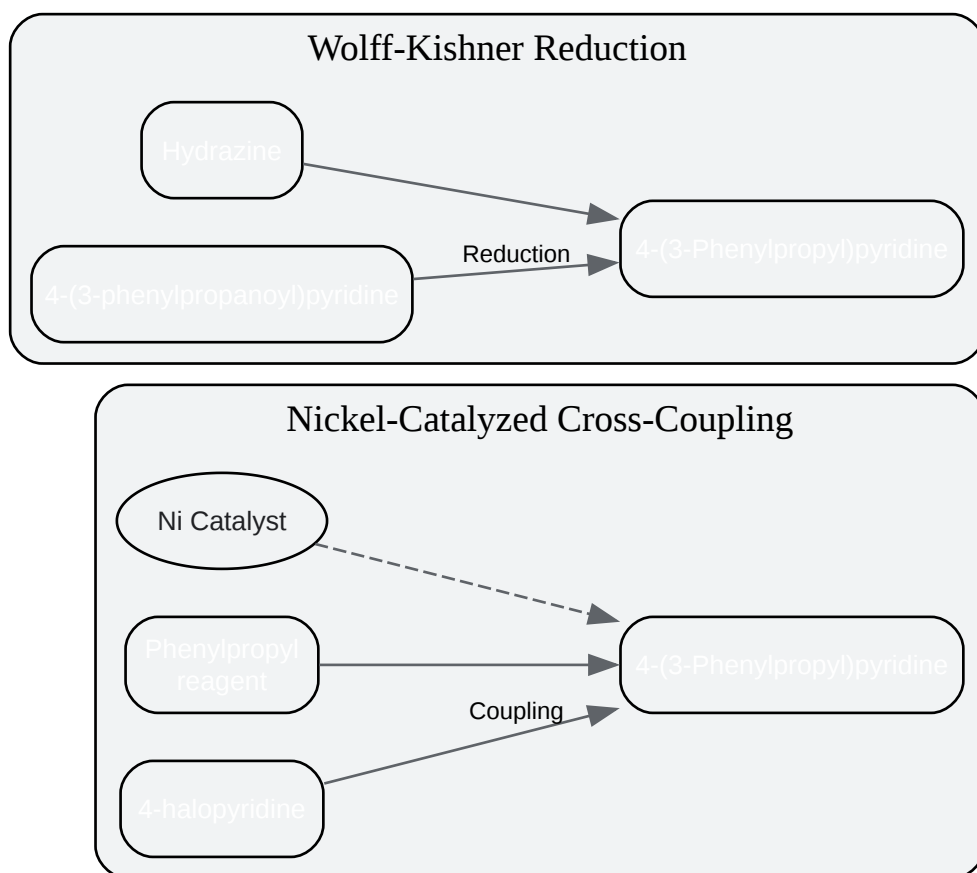 Wolff-Kishner Reduction
Hydrazine
Reduction
4-(3-Phenylpropyl)pyridine
4-(3-phenylpropanoyl)pyridine
Nickel-Catalyzed Cross-Coupling
Ni Catalyst
Phenylpropyl
reagent
4-(3-Phenylpropyl)pyridine
Coupling
4-halopyridine